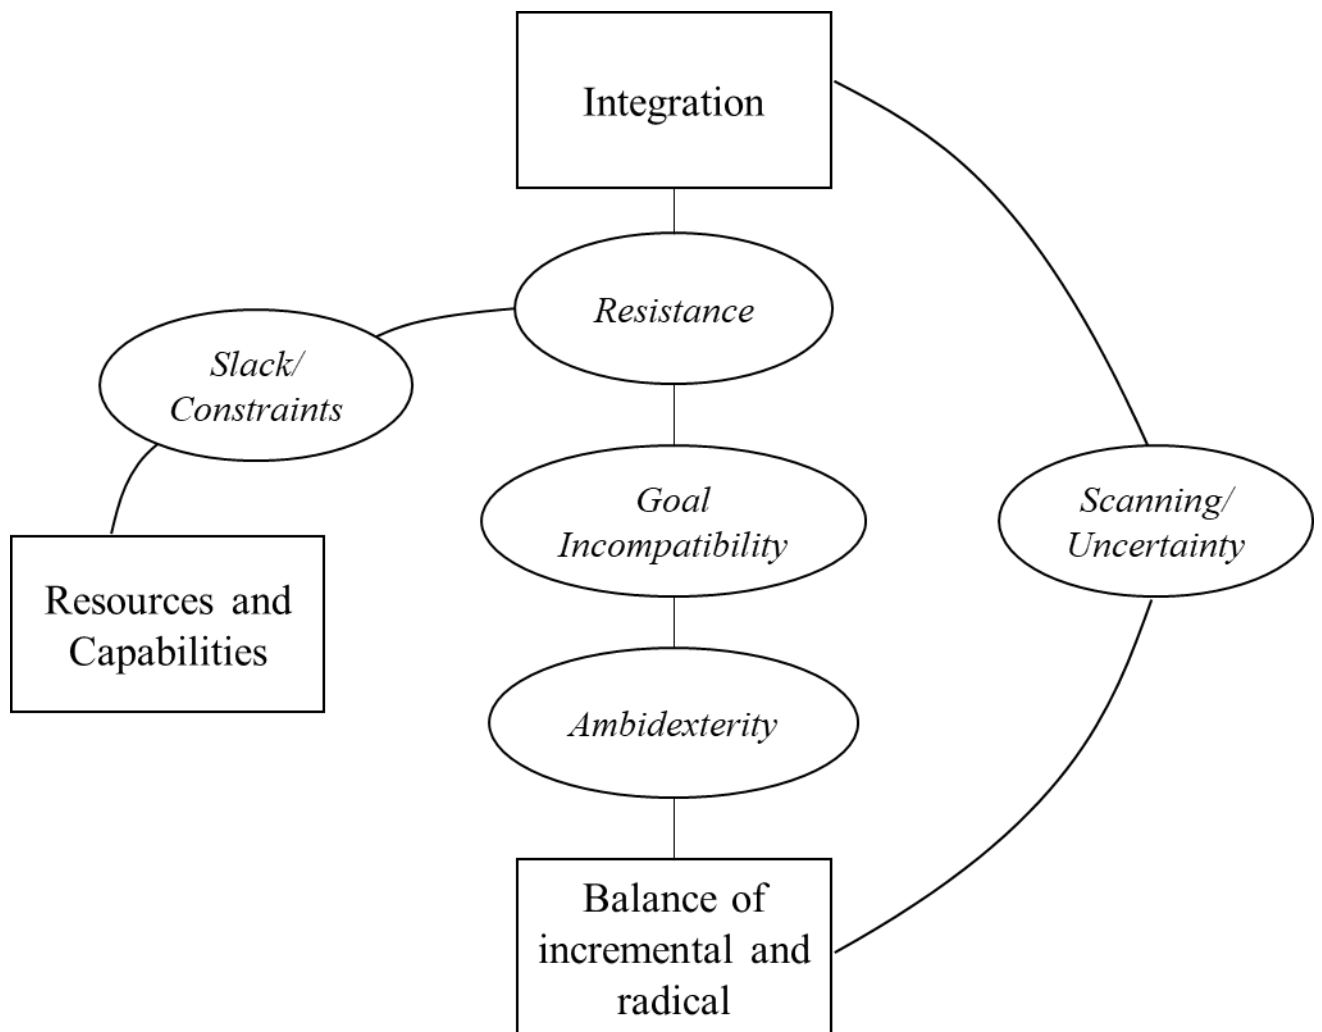 Integration
Resistance
Slack/
Constraints
Goal
Incompatibility
Scanning/
Uncertainty
Resources and
Capabilities
Ambidexterity
Balance of
incremental and
radical